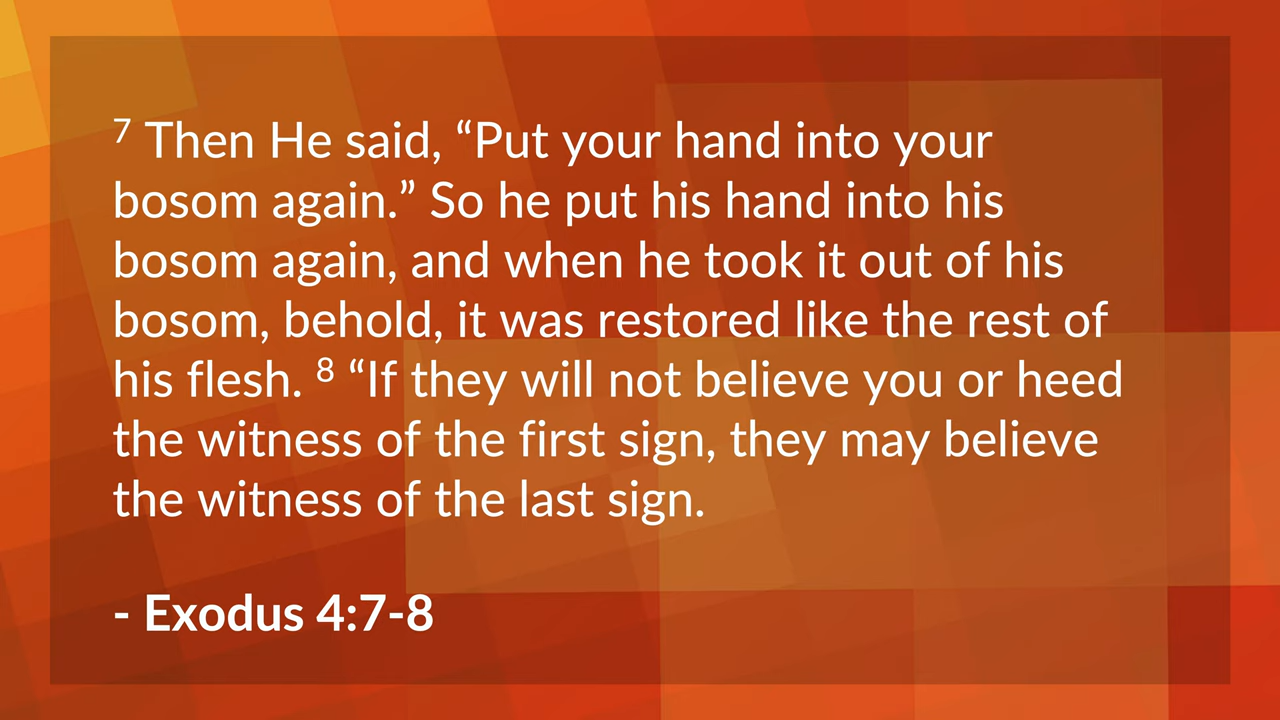 7 Then He said, “Put your hand into your
bosom again.” So he put his hand into his
bosom again, and when he took it out of his
bosom, behold, it was restored like the rest of
his flesh. 8 “If they will not believe you or heed
the witness of the first sign, they may believe
the witness of the last sign.
- Exodus 4:7-8